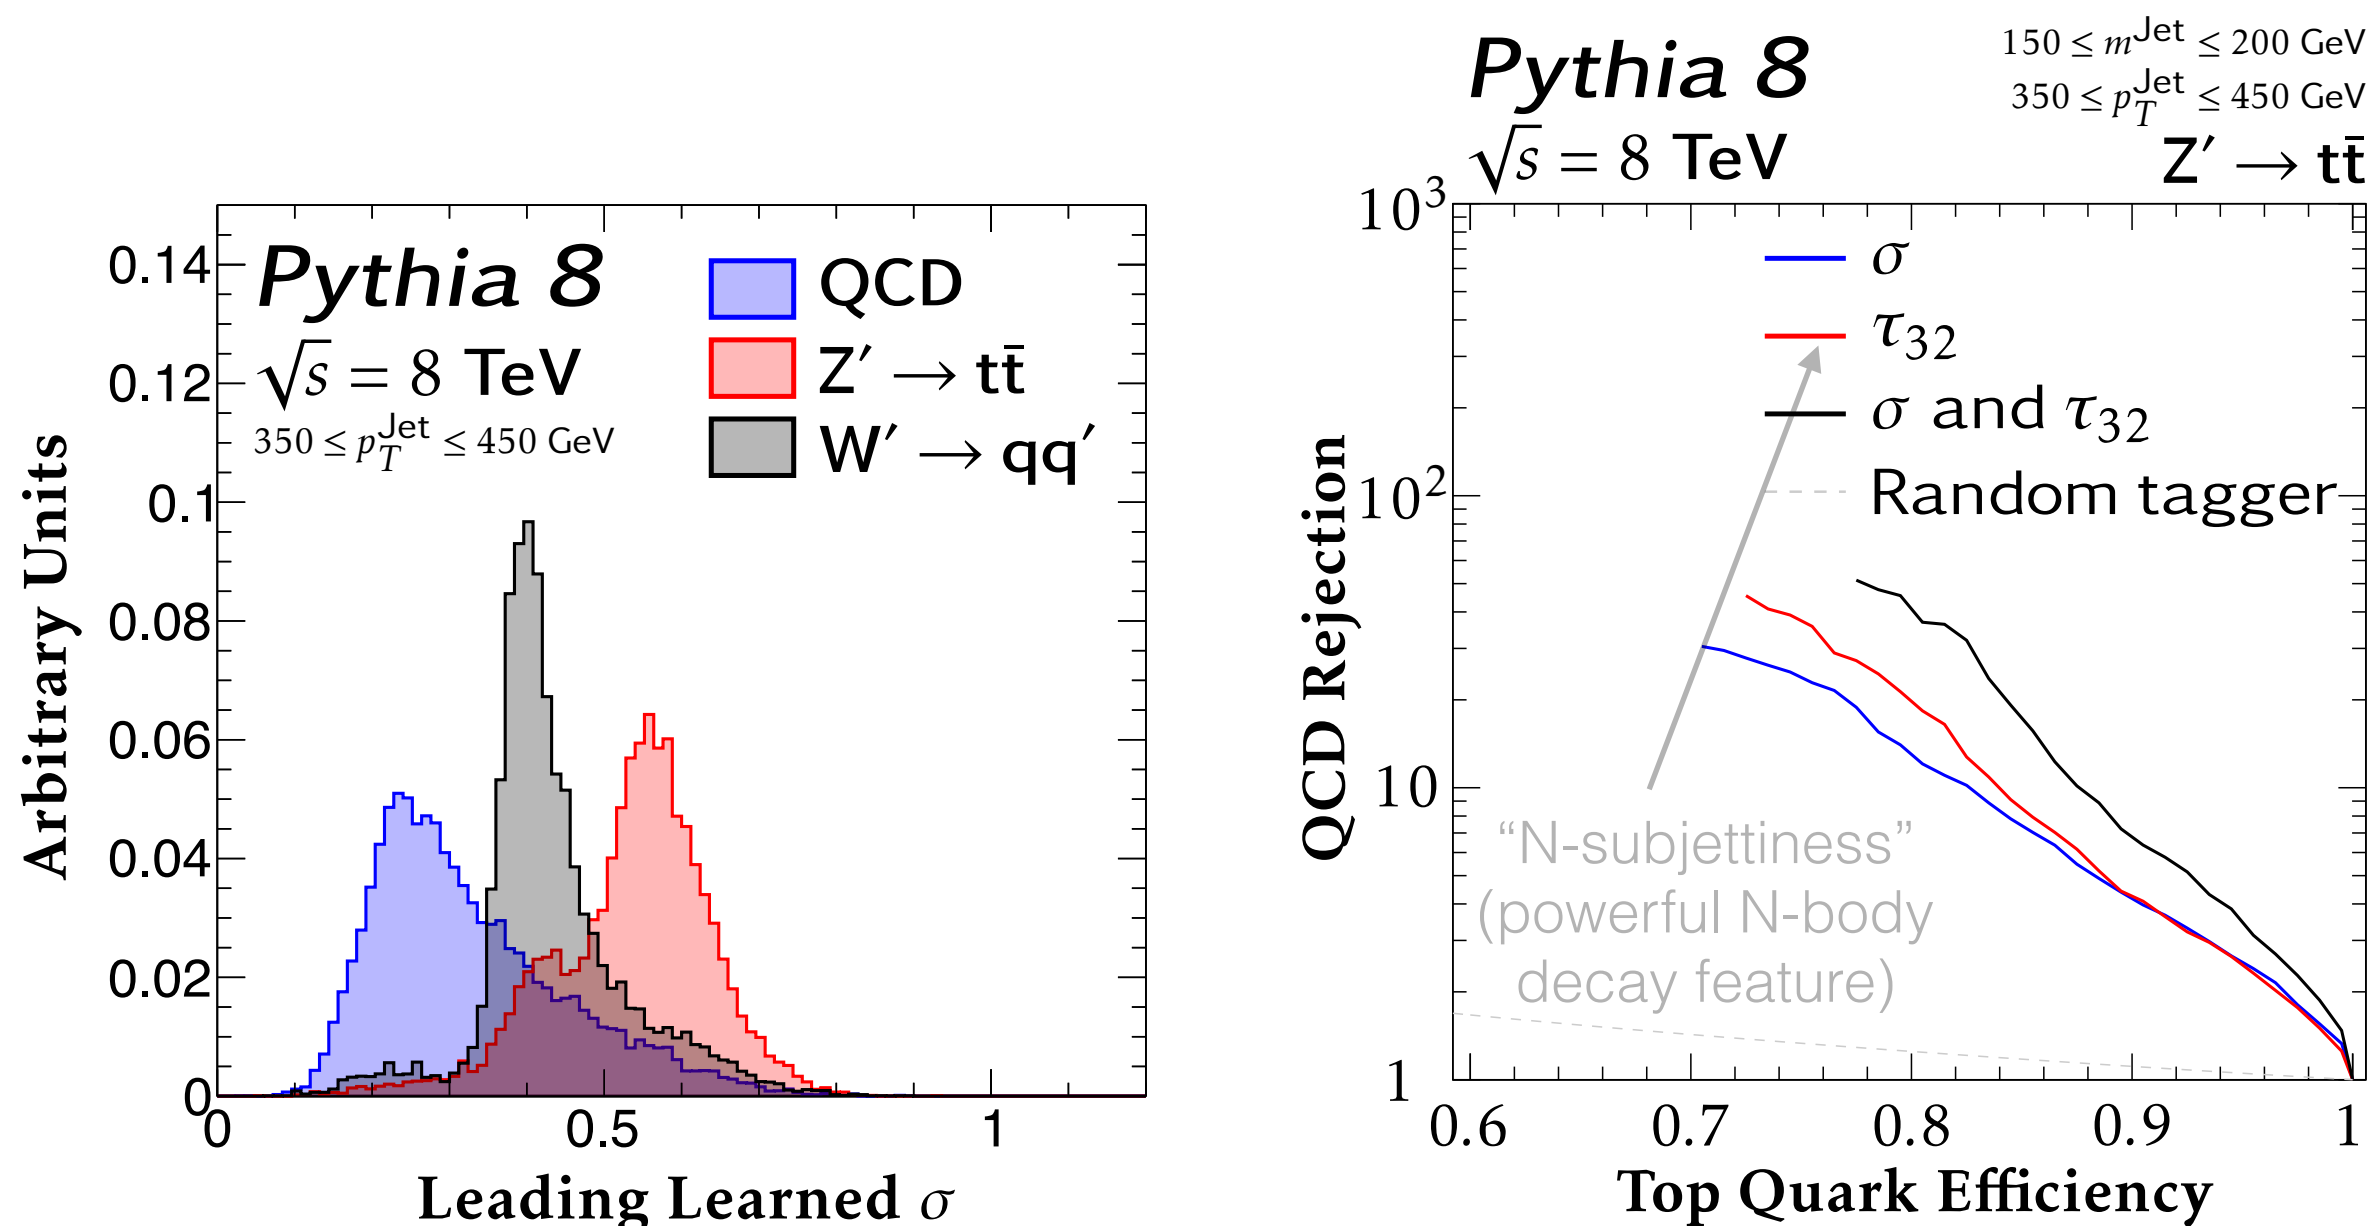 Pythia 8
√s = 8 TeV
350 ≤ p_T^Jet ≤ 450 GeV
QCD
Z′ → tt̄
W′ → qq′
0.14
0.12
0.1
0.08
0.06
0.04
0.02
0
0
0.5
1
Arbitrary Units
Leading Learned σ
Pythia 8
√s = 8 TeV
150 ≤ m^Jet ≤ 200 GeV
350 ≤ p_T^Jet ≤ 450 GeV
Z′ → tt̄
σ
τ₃₂
σ and τ₃₂
Random tagger
“N-subjettiness”
(powerful N-body
decay feature)
10³
10²
10
1
0.6
0.7
0.8
0.9
1
QCD Rejection
Top Quark Efficiency